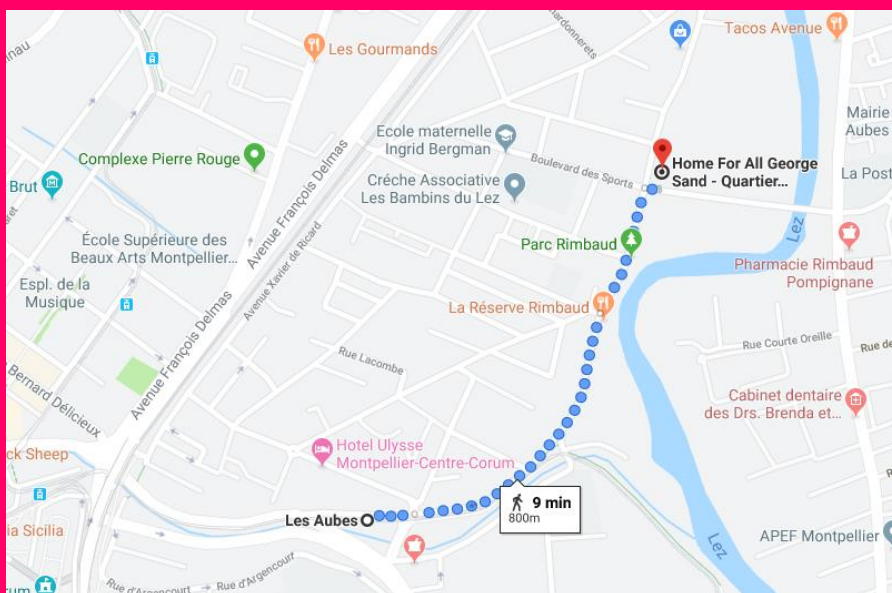 Tacos Avenue
Les Gourmands
Mairie
Aubes
Ecole maternelle
Ingrid Bergman
Complexe Pierre Rouge
Boulevard des Sports
Home For All George
Sand - Quartier...
La Post
Créche Associative
Les Bambins du Lez
Brut
Avenue François Delmas
Avenue Xavier de Ricard
École Supérieure des
Beaux Arts Montpellier...
Parc Rimbaud
Lez
Pharmacie Rimbaud
Pompignane
Espl. de la
Musique
La Réserve Rimbaud
Avenue François Delmas
Rue Lacombe
Rue Courte Oreille
Rue de
Bernard Délicieux
Cabinet dentaire
des Drs. Brenda et...
Hotel Ulysse
Montpellier-Centre-Corum
ck Sheep
9 min
800m
Les Aubes
ia Sicilia
Lez
APEF Montpellier
Rue d'Argencourt
Rue d'Argencourt
um